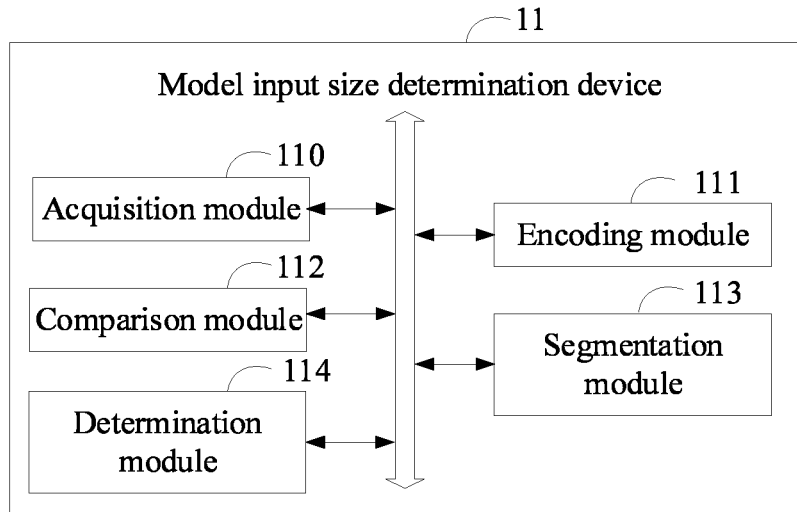 11
Model input size determination device
110
Acquisition module
111
Encoding module
112
Comparison module
113
Segmentation
module
114
Determination
module